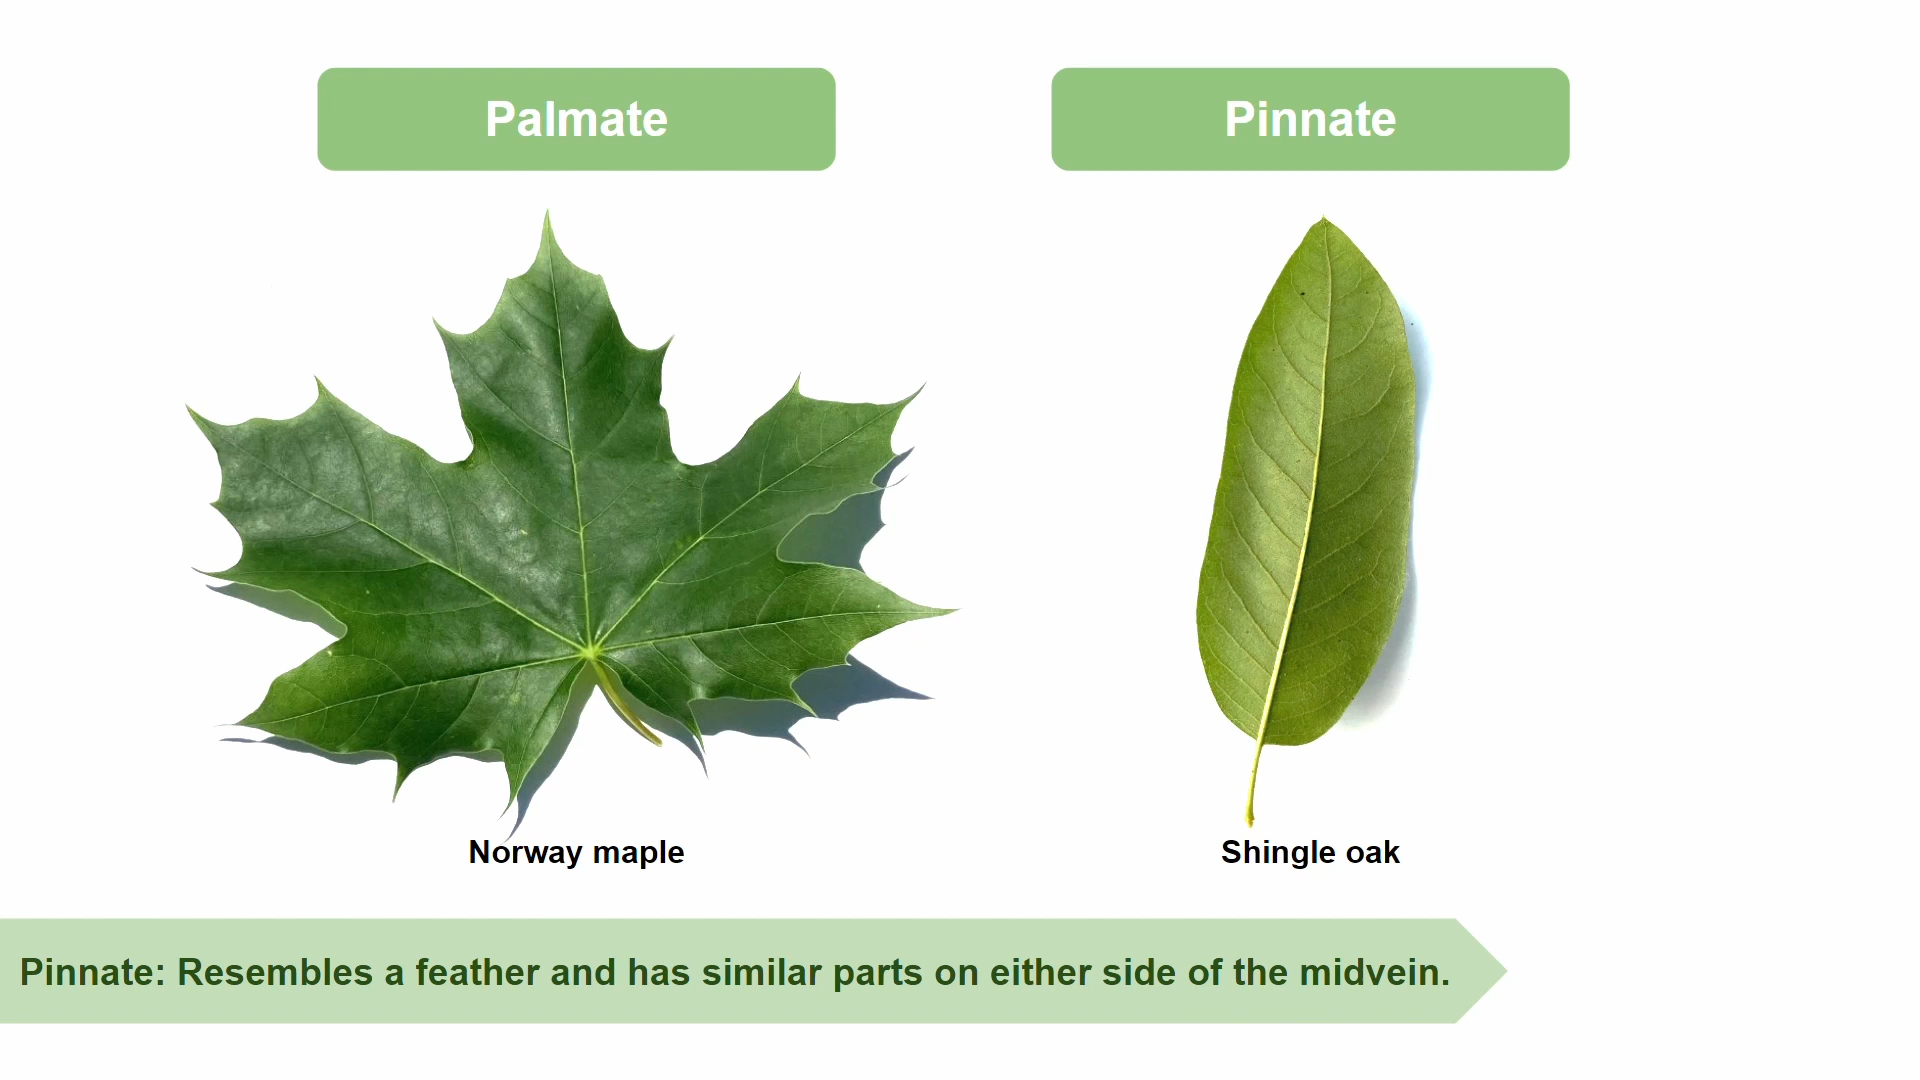 Palmate
Pinnate
Norway maple
Shingle oak
Pinnate: Resembles a feather and has similar parts on either side of the midvein.